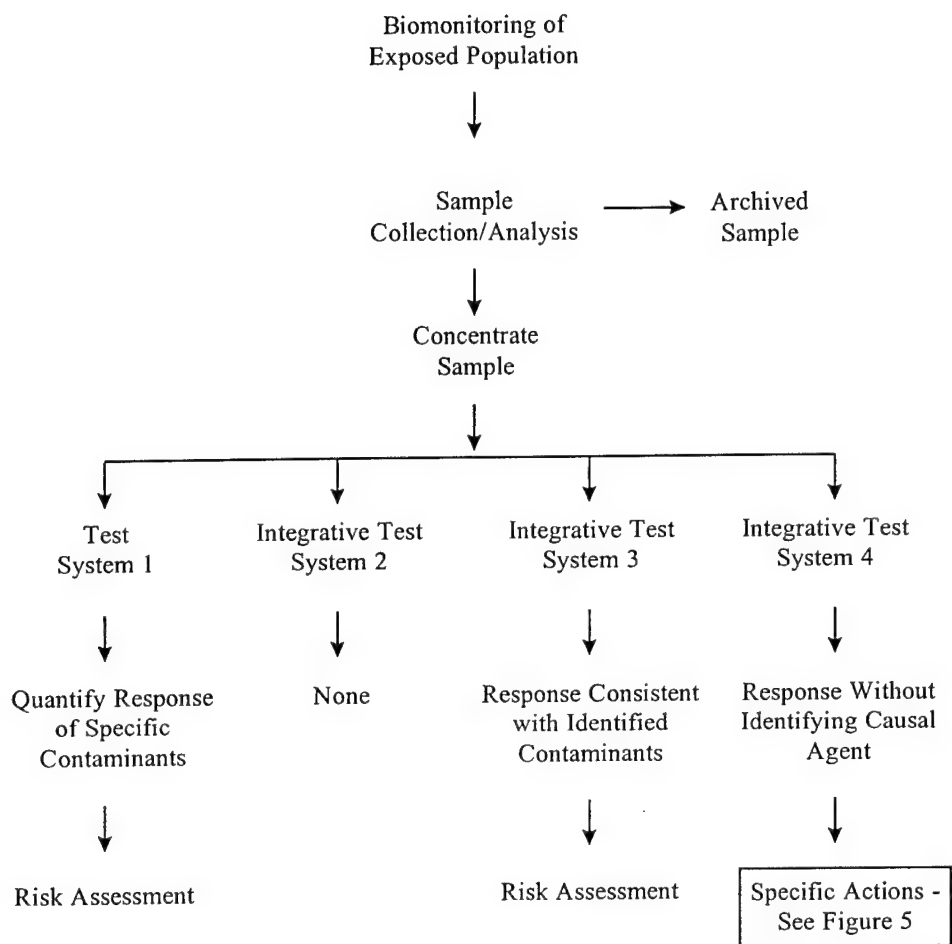 Biomonitoring of
Exposed Population
Sample
Collection/Analysis
Archived
Sample
Concentrate
Sample
Test
System 1
Integrative Test
System 2
Integrative Test
System 3
Integrative Test
System 4
Quantify Response
of Specific
Contaminants
None
Response Consistent
with Identified
Contaminants
Response Without
Identifying Causal
Agent
Risk Assessment
Risk Assessment
Specific Actions -
See Figure 5